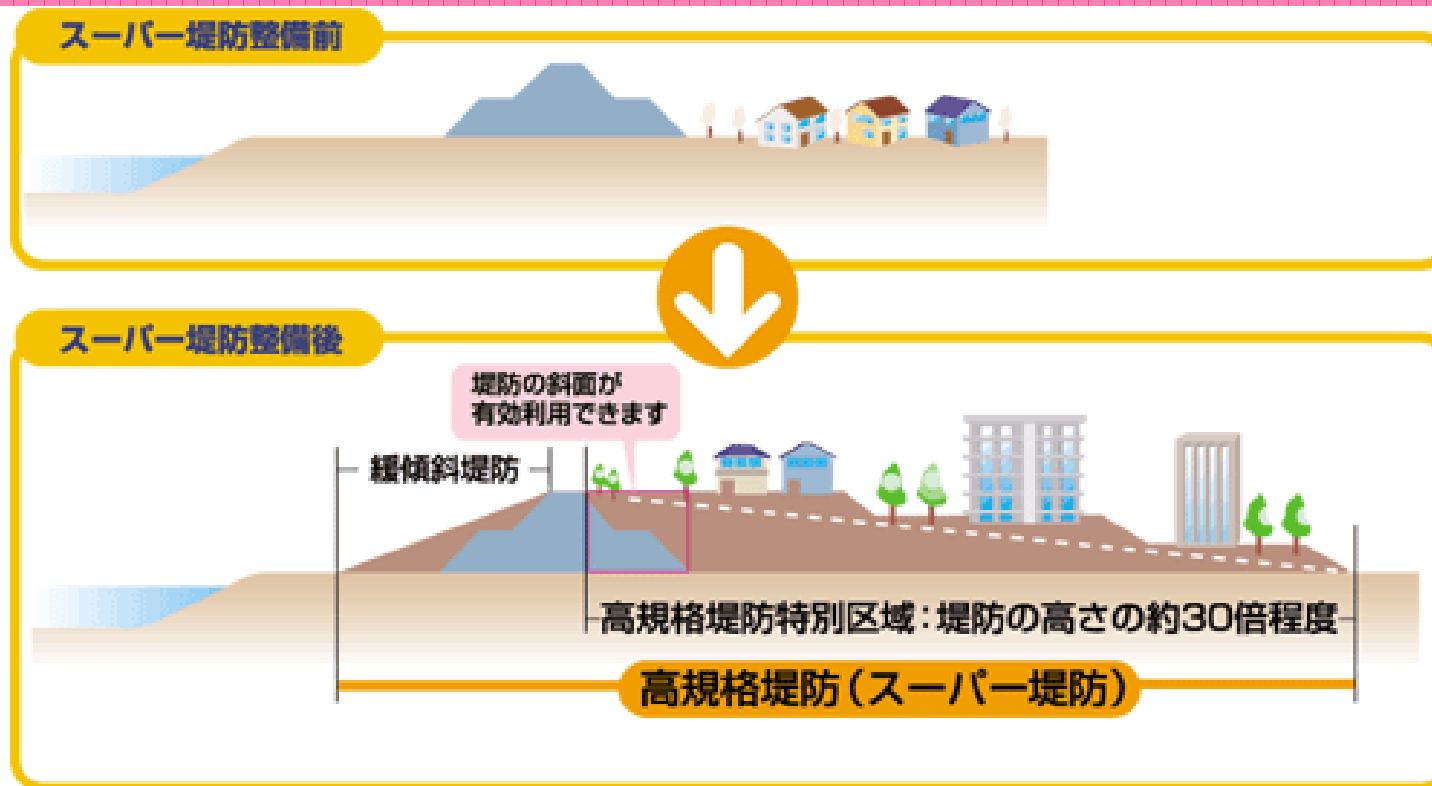 スーパー堤防整備前
スーパー堤防整備後
堤防の斜面が
有効利用できます
緩傾斜堤防
高規格堤防特別区域:堤防の高さの約30倍程度
高規格堤防(スーパー堤防)